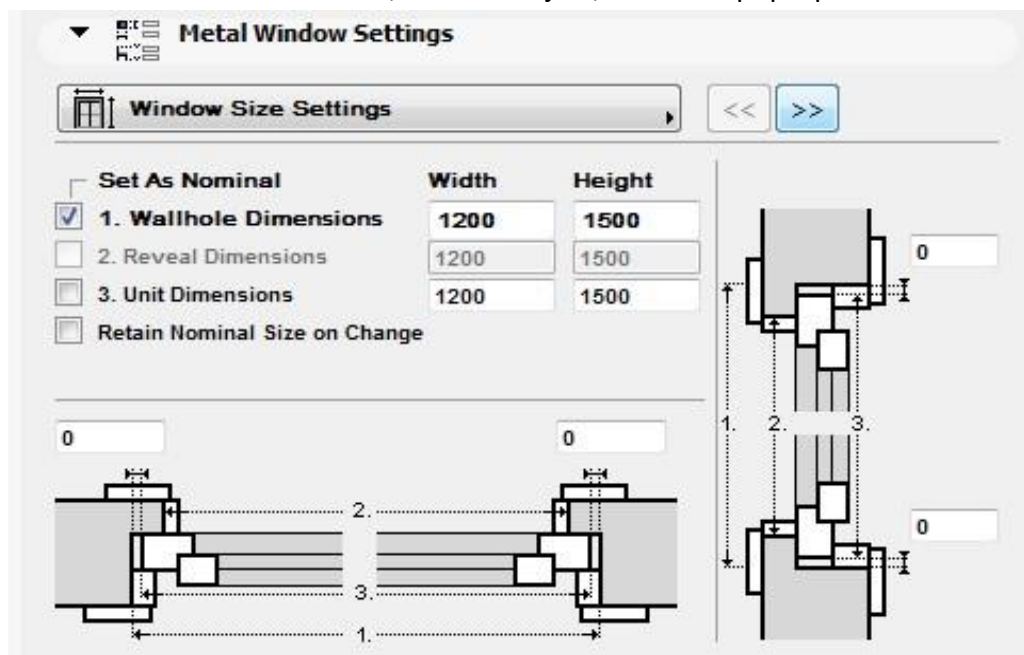 Metal Window Settings
Window Size Settings
<< >>
Set As Nominal Width Height
1. Wallhole Dimensions 1200 1500
2. Reveal Dimensions 1200 1500
3. Unit Dimensions 1200 1500
Retain Nominal Size on Change
0
1. 2. 3.
0 0
0
2.
3.
1.